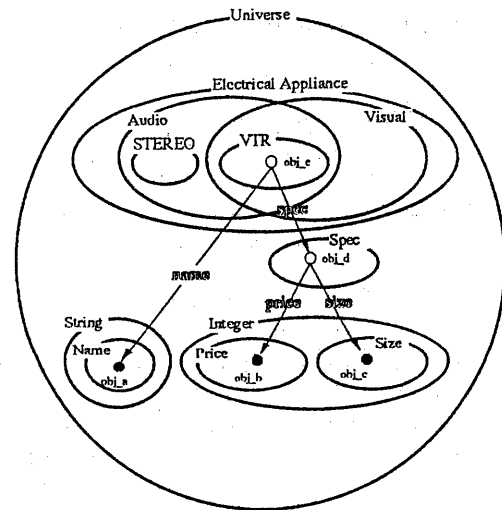 Universe
Electrical Appliance
Audio
Visual
STEREO
VTR
obj_e
spec
Spec
obj_d
name
price
size
String
Integer
Name
Price
Size
obj_a
obj_b
obj_c